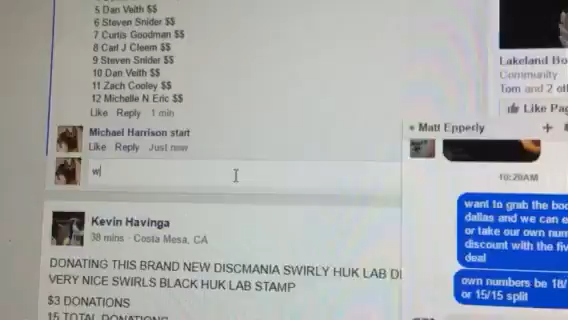 5 Dan Veith $$
6 Steven Snider $$
7 Curtis Goodman $$
8 Carl J Cleem $$
9 Steven Snider $$
10 Dan Veith $$
11 Zach Cooley $$
12 Michelle N Eric $$
Like Reply 1 min
Michael Harrison start
Like Reply Just now
w
Kevin Havinga
38 mins · Costa Mesa, CA
DONATING THIS BRAND NEW DISCMANIA SWIRLY HUK LAB DI
VERY NICE SWIRLS BLACK HUK LAB STAMP
$3 DONATIONS
15 TOTAL DONATIONS
Lakeland Bo
Community
Tom and 2 ot
Like Pag
Matt Epperly +
10:20AM
want to grab the boo
dallas and we can e
or take our own num
discount with the fiv
deal
own numbers be 18/
or 15/15 split